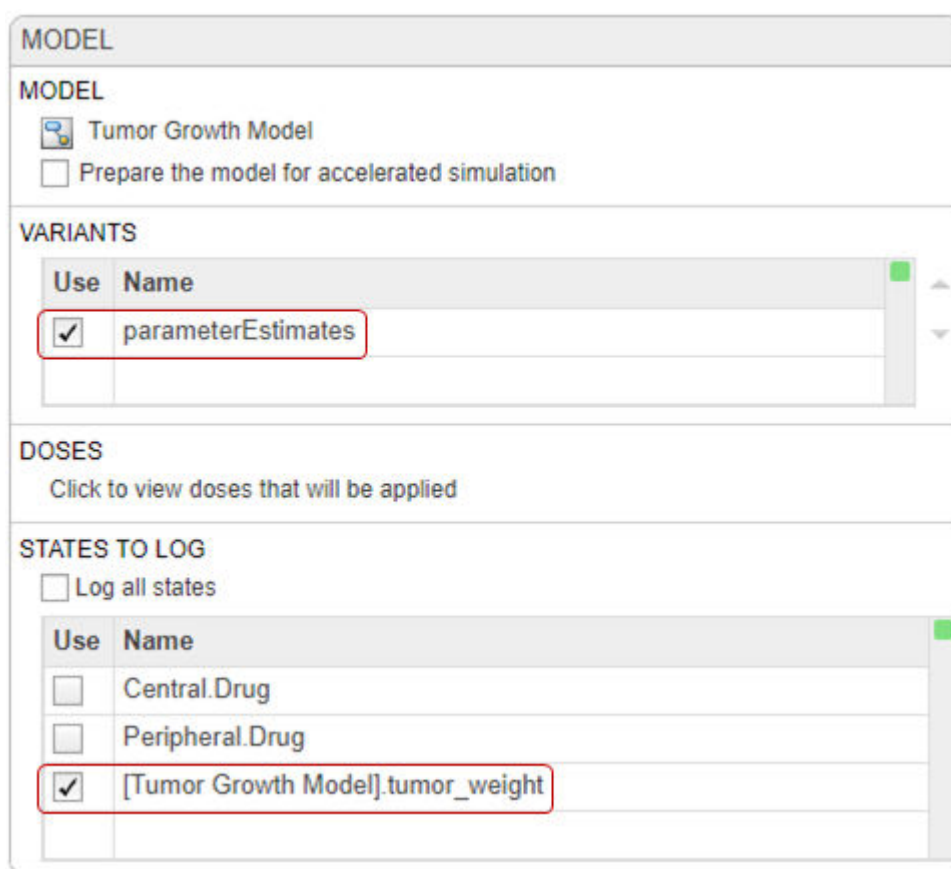 MODEL
MODEL
Tumor Growth Model
Prepare the model for accelerated simulation
VARIANTS
Use Name
parameterEstimates
DOSES
Click to view doses that will be applied
STATES TO LOG
Log all states
Use Name
Central.Drug
Peripheral.Drug
[Tumor Growth Model].tumor_weight